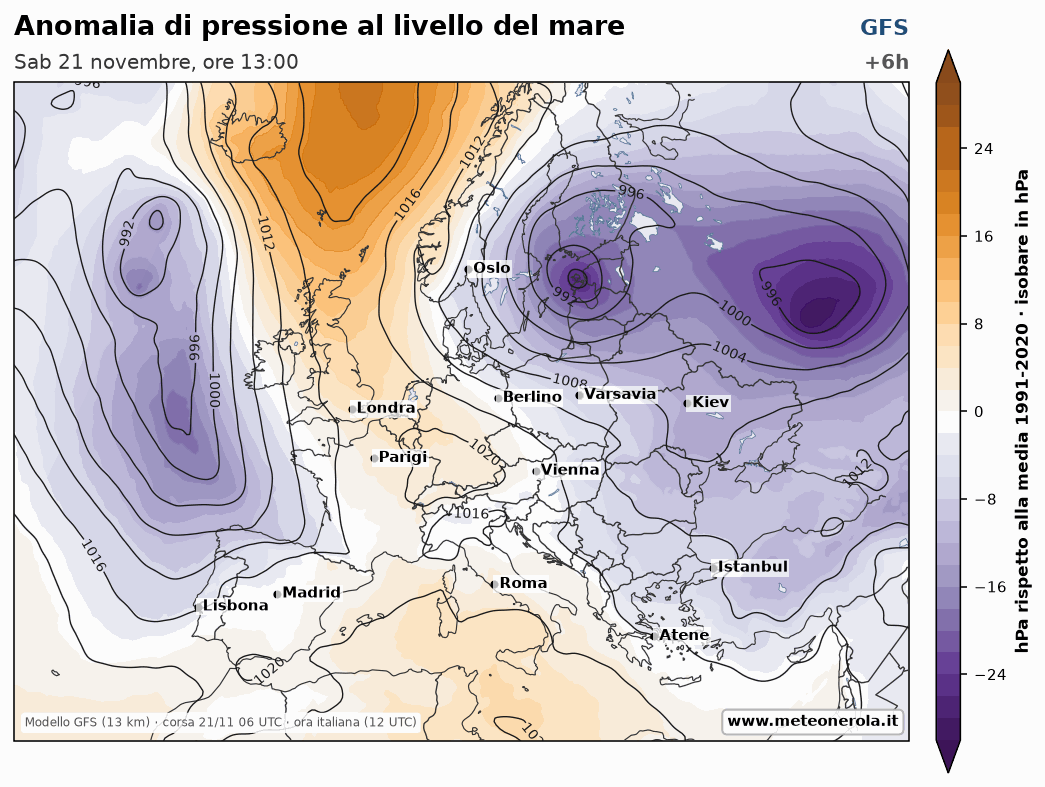 Anomalia di pressione al livello del mare
GFS
Sab 21 novembre, ore 13:00
+6h
996
1012
1016
996
992
1012
Oslo
24
16
8
0
−8
−16
−24
hPa rispetto alla media 1991-2020 · isobare in hPa
996
1000
1004
996
1000
1008
Berlino
Varsavia
Kiev
Londra
Parigi
1020
Vienna
1012
1016
1016
Istanbul
Roma
Madrid
Lisbona
Atene
1020
Modello GFS (13 km) · corsa 21/11 06 UTC · ora italiana (12 UTC)
www.meteonerola.it